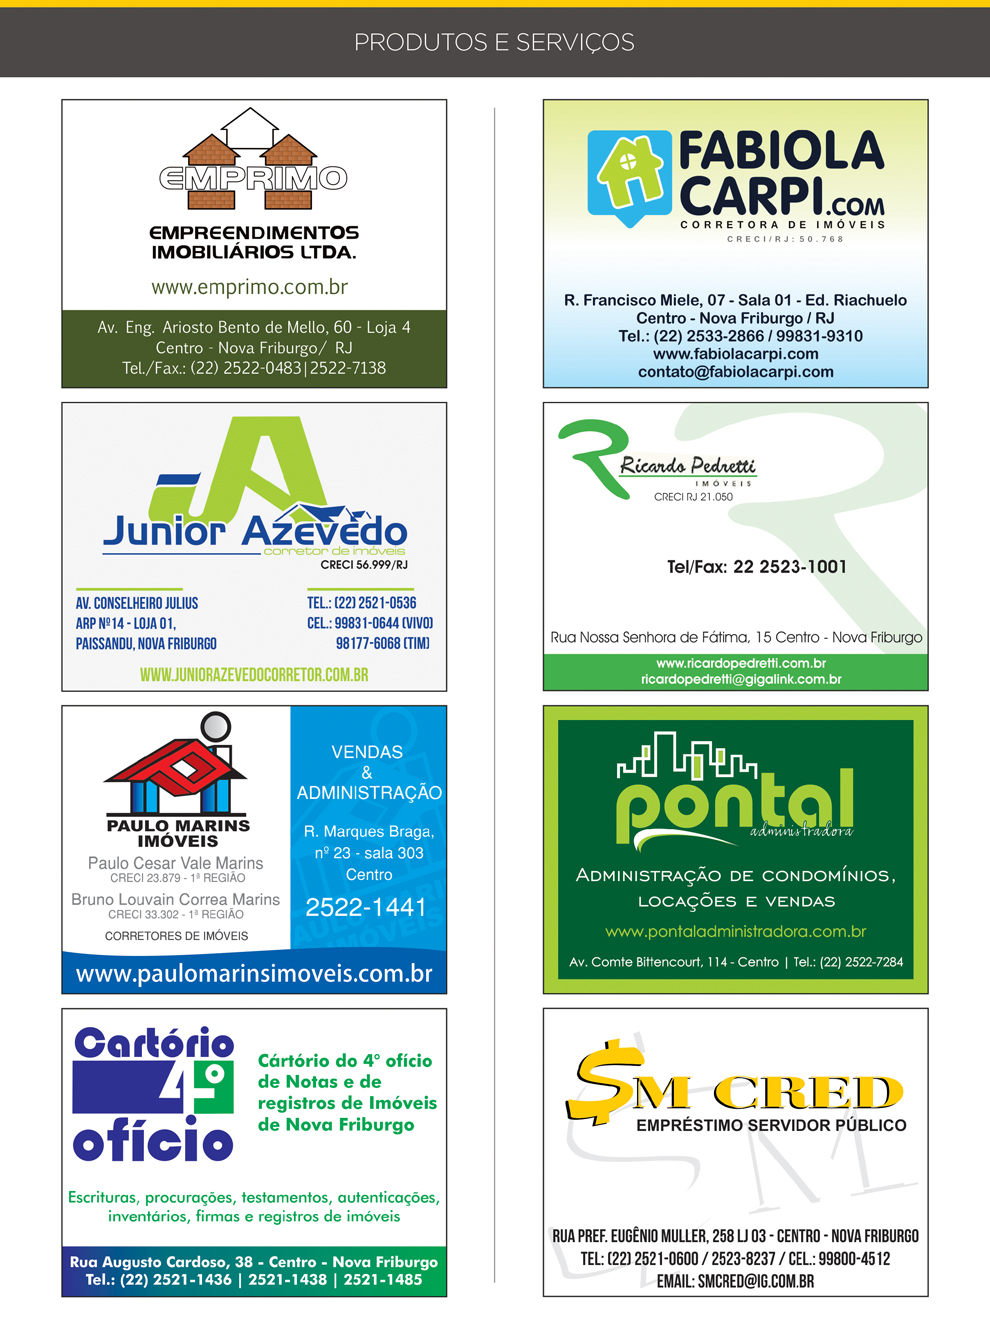 PRODUTOS E SERVIÇOS
EMPRIMO
EMPREENDIMENTOS
IMOBILIÁRIOS LTDA.
www.emprimo.com.br
Av. Eng. Ariosto Bento de Mello, 60 - Loja 4
Centro - Nova Friburgo/ RJ
Tel./Fax.: (22) 2522-0483|2522-7138
JA
Junior Azevêdo
corretor de imóveis
CRECI 56.999/RJ
AV. CONSELHEIRO JULIUS
ARP Nº14 - LOJA 01,
PAISSANDU, NOVA FRIBURGO
TEL.: (22) 2521-0536
CEL.: 99831-0644 (VIVO)
98177-6068 (TIM)
WWW.JUNIORAZEVEDOCORRETOR.COM.BR
PAULO MARINS
IMÓVEIS
Paulo Cesar Vale Marins
CRECI 23.879 - 1ª REGIÃO
Bruno Louvain Correa Marins
CRECI 33.302 - 1ª REGIÃO
CORRETORES DE IMÓVEIS
VENDAS
&
ADMINISTRAÇÃO
R. Marques Braga,
nº 23 - sala 303
Centro
2522-1441
www.paulomarinsimoveis.com.br
Cartório
4º
ofício
Cártório do 4° ofício
de Notas e de
registros de Imóveis
de Nova Friburgo
Escrituras, procurações, testamentos, autenticações,
inventários, firmas e registros de imóveis
Rua Augusto Cardoso, 38 - Centro - Nova Friburgo
Tel.: (22) 2521-1436 | 2521-1438 | 2521-1485
FABIOLA
CARPI.COM
CORRETORA DE IMÓVEIS
CRECI/RJ: 50.768
R. Francisco Miele, 07 - Sala 01 - Ed. Riachuelo
Centro - Nova Friburgo / RJ
Tel.: (22) 2533-2866 / 99831-9310
www.fabiolacarpi.com
contato@fabiolacarpi.com
R
Ricardo Pedretti
IMÓVEIS
CRECI RJ 21.050
Tel/Fax: 22 2523-1001
Rua Nossa Senhora de Fátima, 15 Centro - Nova Friburgo
www.ricardopedretti.com.br
ricardopedretti@gigalink.com.br
pontal
administradora
ADMINISTRAÇÃO DE CONDOMÍNIOS,
LOCAÇÕES E VENDAS
www.pontaladministradora.com.br
Av. Comte Bittencourt, 114 - Centro | Tel.: (22) 2522-7284
$M CRED
EMPRÉSTIMO SERVIDOR PÚBLICO
RUA PREF. EUGÊNIO MULLER, 258 LJ 03 - CENTRO - NOVA FRIBURGO
TEL: (22) 2521-0600 / 2523-8237 / CEL.: 99800-4512
EMAIL: SMCRED@IG.COM.BR